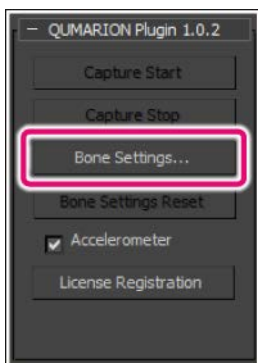 − QUMARION Plugin 1.0.2
Capture Start
Capture Stop
Bone Settings...
Bone Settings Reset
Accelerometer
License Registration